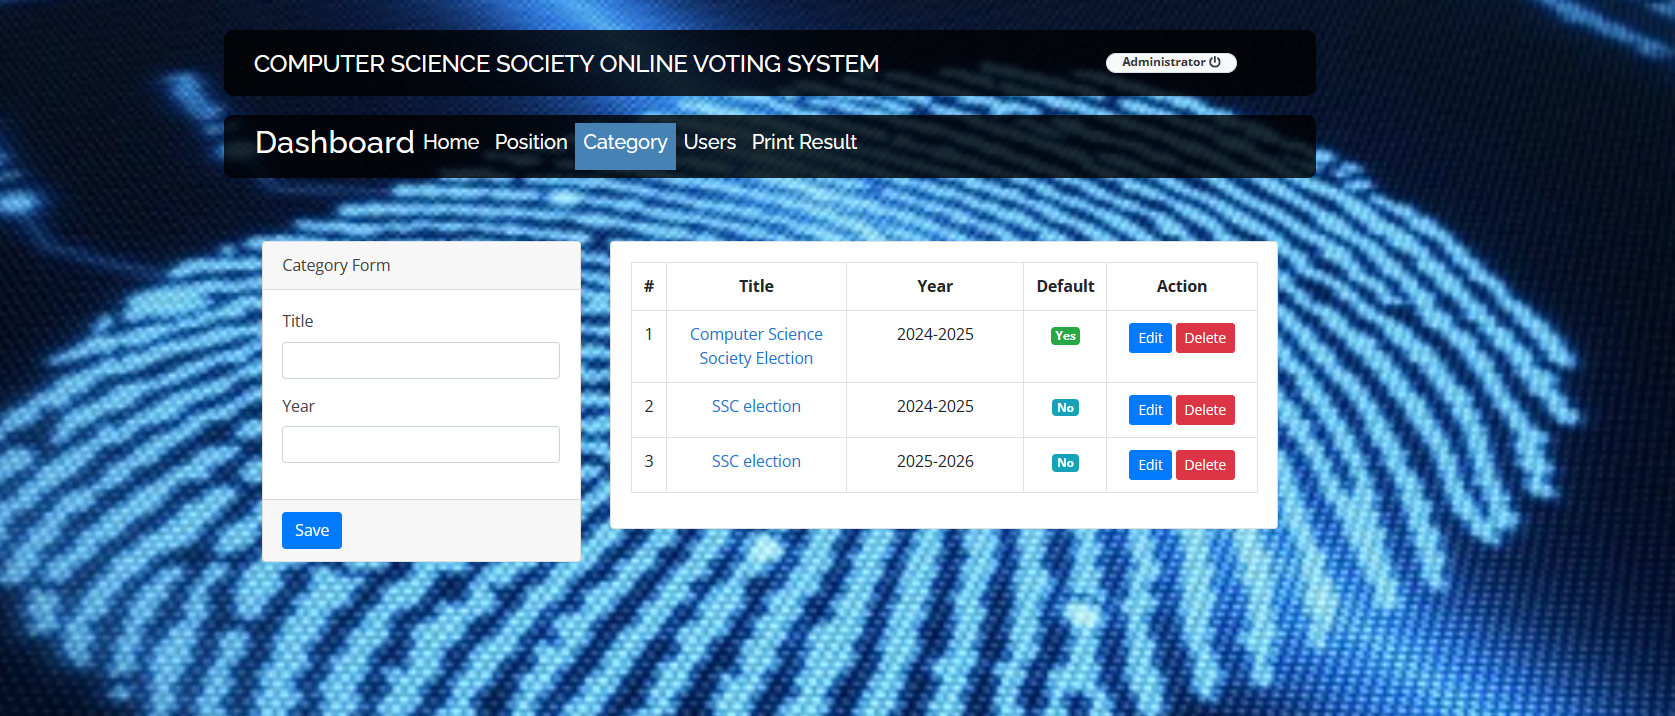 COMPUTER SCIENCE SOCIETY ONLINE VOTING SYSTEM
Administrator
Dashboard Home Position Category Users Print Result
Category Form
Title
Year
Save
# Title Year Default Action
1 Computer Science Society Election 2024-2025 Yes Edit Delete
2 SSC election 2024-2025 No Edit Delete
3 SSC election 2025-2026 No Edit Delete